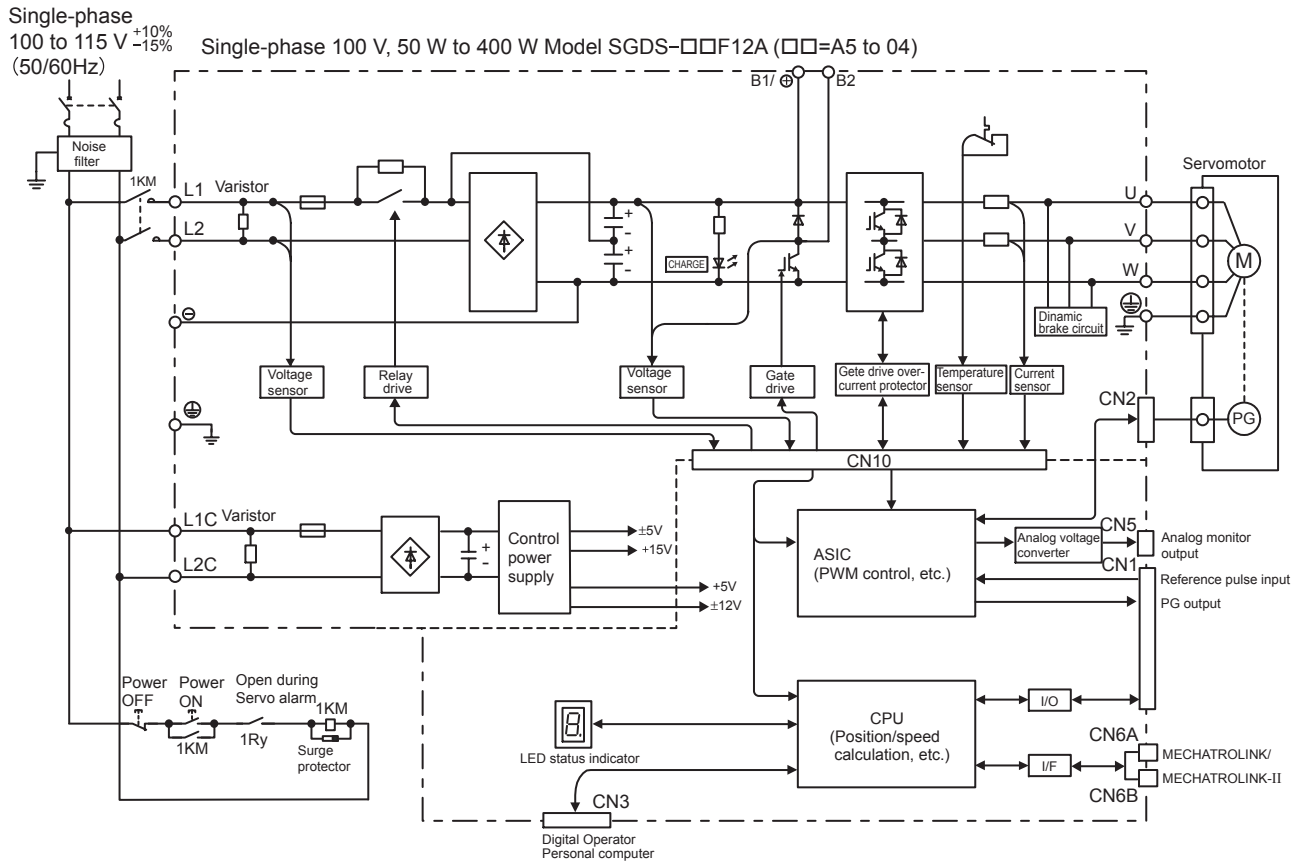 Single-phase
100 to 115 V +10% -15%
(50/60Hz)
Single-phase 100 V, 50 W to 400 W Model SGDS-□□F12A (□□=A5 to 04)
B1/ ⊕
B2
Noise
filter
Servomotor
1KM
L1
Varistor
L2
+
-
+
-
CHARGE
U
V
W
M
⊖
Dinamic
brake circuit
Voltage
sensor
Relay
drive
Voltage
sensor
Gate
drive
Gete drive over-
current protector
Temperature
sensor
Current
sensor
CN2
PG
CN10
L1C
Varistor
L2C
+
-
Control
power
supply
±5V
+15V
+5V
±12V
ASIC
(PWM control, etc.)
Analog voltage
converter
CN5
Analog monitor
output
CN1
Reference pulse input
PG output
Power
OFF
Power
ON
Open during
Servo alarm
1KM
1KM
1Ry
Surge
protector
8.
LED status indicator
CPU
(Position/speed
calculation, etc.)
I/O
I/F
CN6A
MECHATROLINK/
MECHATROLINK-II
CN6B
CN3
Digital Operator
Personal computer